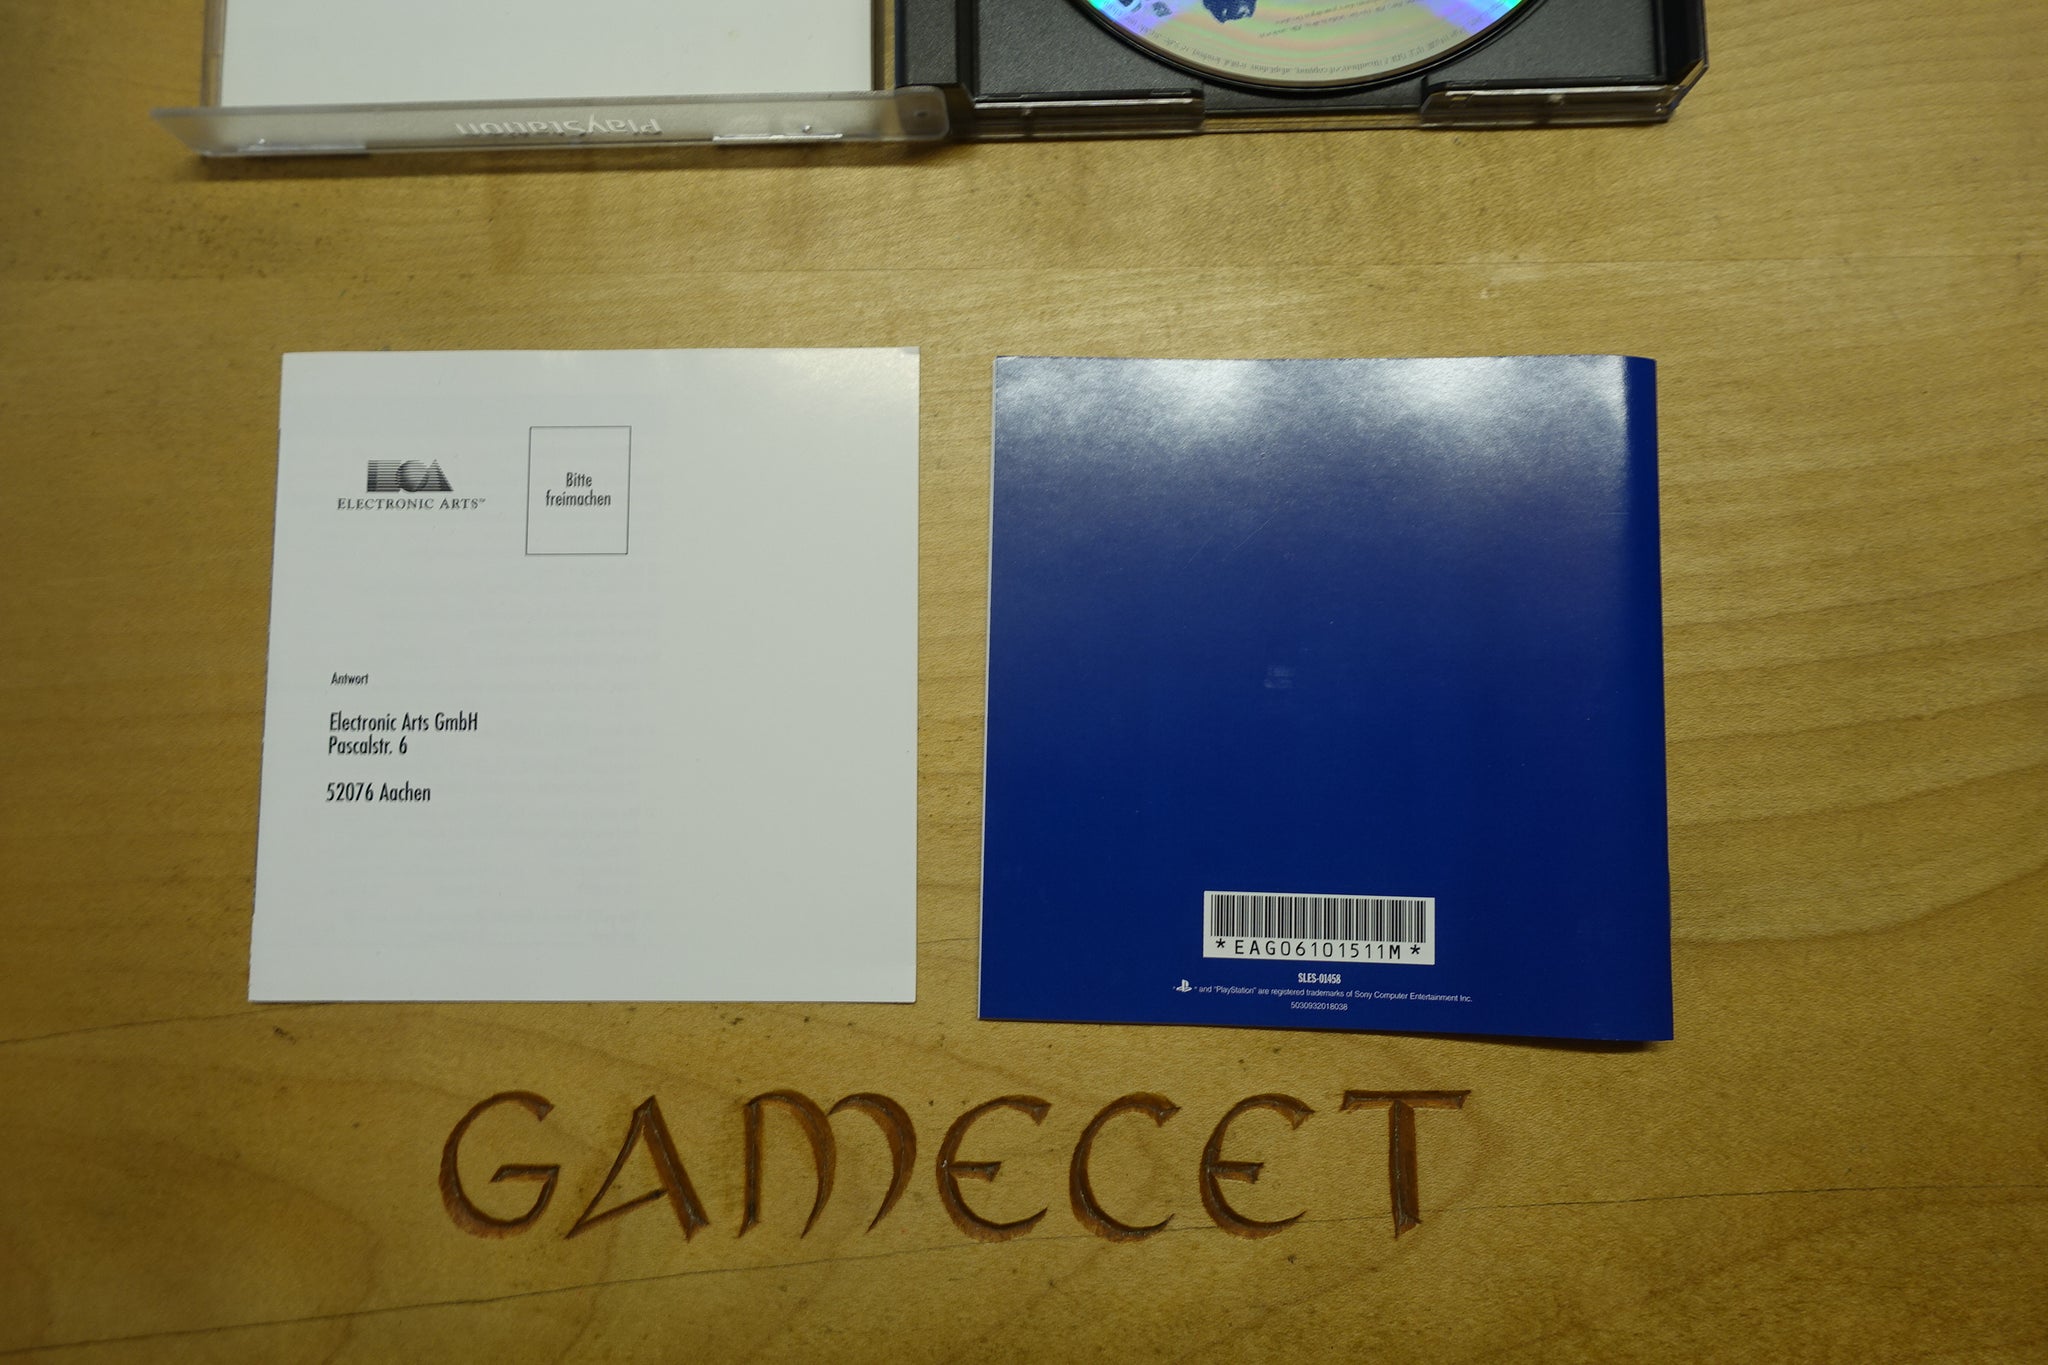 PlayStation
ELECTRONIC ARTS™
Bitte
freimachen
Antwort
Electronic Arts GmbH
Pascalstr. 6
52076 Aachen
*EAG06101511M*
SLES-01458
" " and "PlayStation" are registered trademarks of Sony Computer Entertainment Inc.
5030932018038
GAMECET